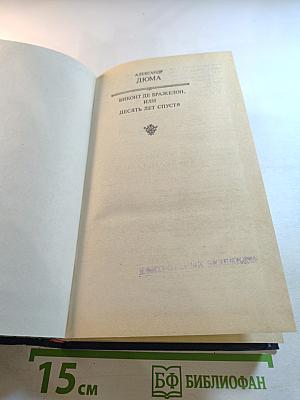 АЛЕКСАНДР
ДЮМА
ВИКОНТ ДЕ БРАЖЕЛОН,
ИЛИ
ДЕСЯТЬ ЛЕТ СПУСТЯ
15 см
БФ БИБЛИОФАН